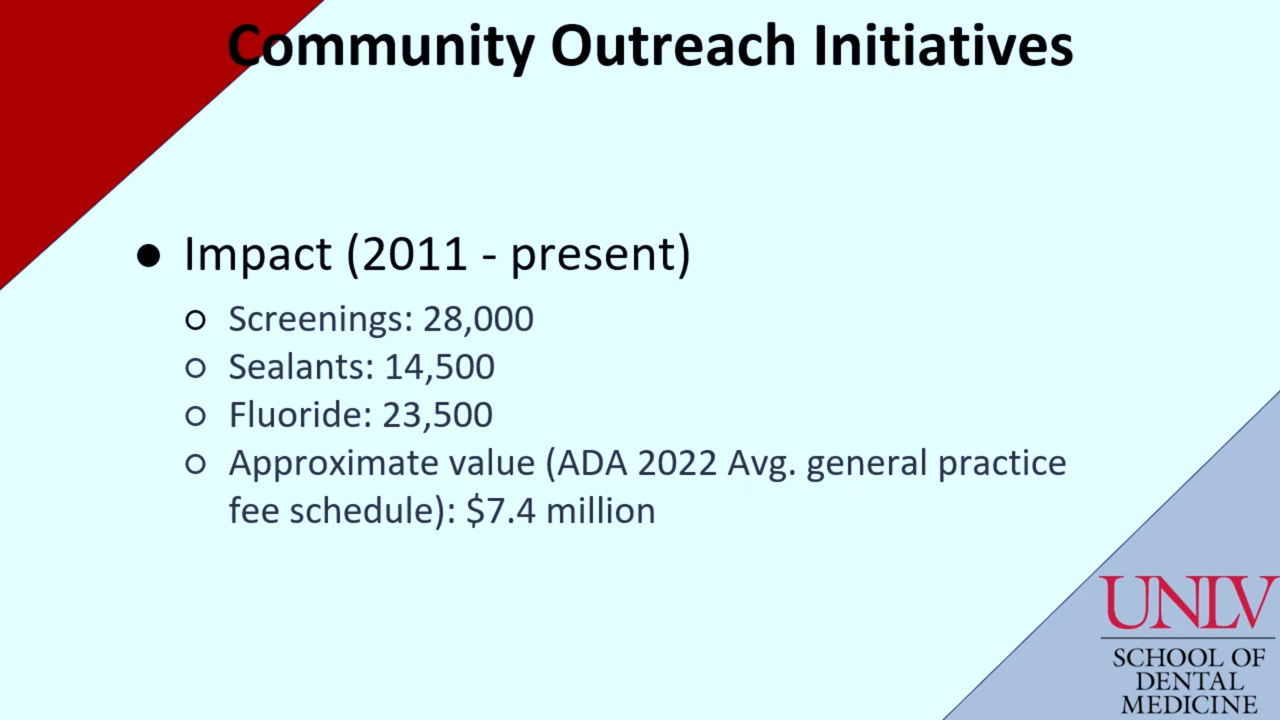 Community Outreach Initiatives
● Impact (2011 - present)
○ Screenings: 28,000
○ Sealants: 14,500
○ Fluoride: 23,500
○ Approximate value (ADA 2022 Avg. general practice
fee schedule): $7.4 million
UNLV
SCHOOL OF
DENTAL
MEDICINE